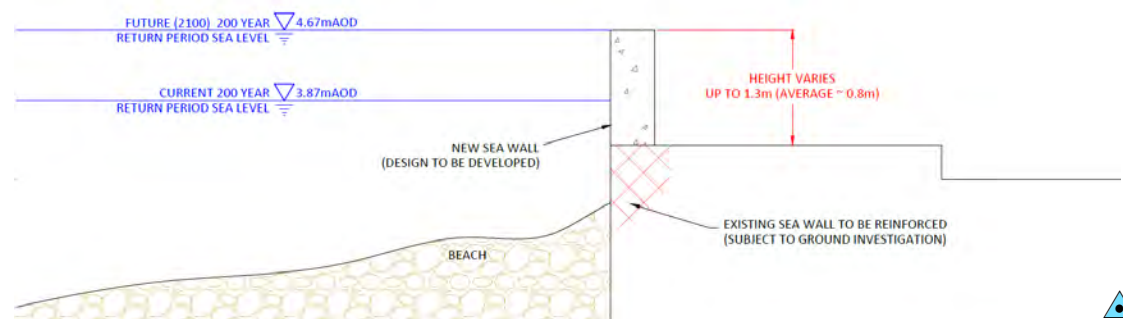 FUTURE (2100) 200 YEAR 4.67mAOD
RETURN PERIOD SEA LEVEL
CURRENT 200 YEAR 3.87mAOD
RETURN PERIOD SEA LEVEL
HEIGHT VARIES
UP TO 1.3m (AVERAGE ~ 0.8m)
NEW SEA WALL
(DESIGN TO BE DEVELOPED)
EXISTING SEA WALL TO BE REINFORCED
(SUBJECT TO GROUND INVESTIGATION)
BEACH